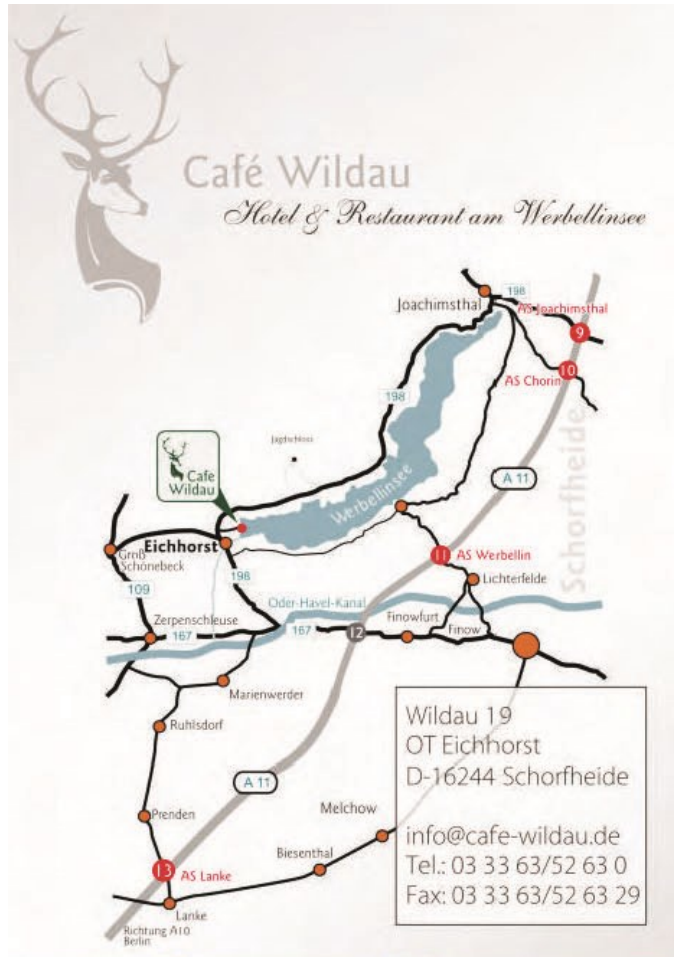 Café Wildau
Hotel & Restaurant am Werbellinsee
Joachimsthal
198
AS Joachimsthal
9
10
AS Chorin
198
Jagdschloss
Cafe
Wildau
Werbellinsee
A 11
Schorfheide
Eichhorst
Groß
Schönebeck
11
AS Werbellin
198
109
Lichterfelde
Oder-Havel-Kanal
Zerpenschleuse
167
167
12
Finowfurt
Finow
Marienwerder
Ruhlsdorf
A 11
Prenden
Melchow
Biesenthal
13
AS Lanke
Lanke
Richtung A10
Berlin
Wildau 19
OT Eichhorst
D-16244 Schorfheide
info@cafe-wildau.de
Tel.: 03 33 63/52 63 0
Fax: 03 33 63/52 63 29